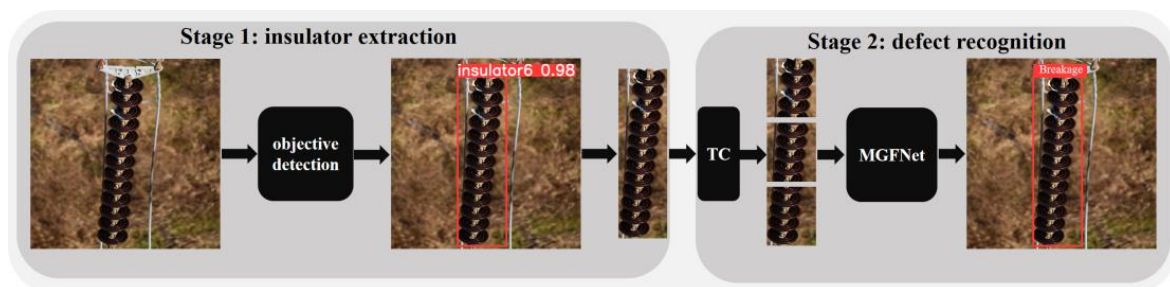 Stage 1: insulator extraction
Stage 2: defect recognition
insulator6 0.98
Breakage
objective
detection
TC
MGFNet